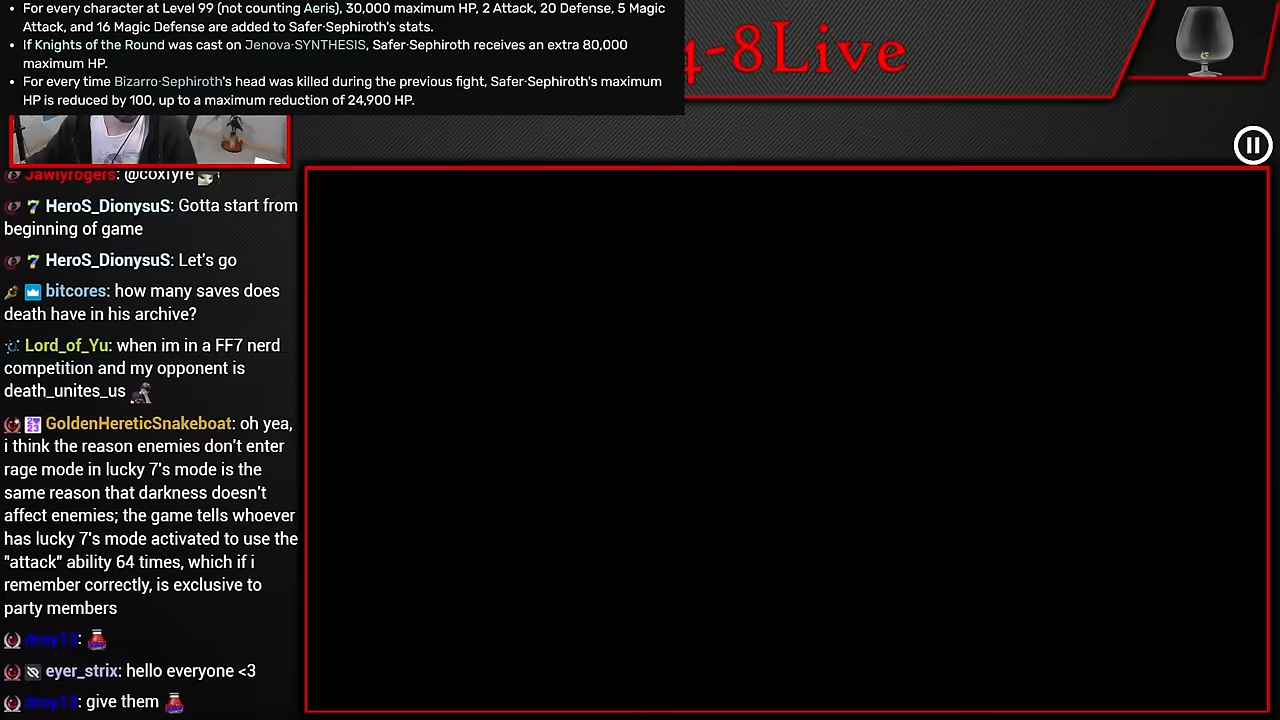 For every character at Level 99 (not counting Aeris), 30,000 maximum HP, 2 Attack, 20 Defense, 5 Magic
Attack, and 16 Magic Defense are added to Safer·Sephiroth's stats.
If Knights of the Round was cast on Jenova·SYNTHESIS, Safer·Sephiroth receives an extra 80,000
maximum HP.
For every time Bizarro·Sephiroth's head was killed during the previous fight, Safer·Sephiroth's maximum
HP is reduced by 100, up to a maximum reduction of 24,900 HP.
4-8Live
Jawlyrogers: @coxfyre
HeroS_DionysuS: Gotta start from
beginning of game
HeroS_DionysuS: Let's go
bitcores: how many saves does
death have in his archive?
Lord_of_Yu: when im in a FF7 nerd
competition and my opponent is
death_unites_us
GoldenHereticSnakeboat: oh yea,
i think the reason enemies don't enter
rage mode in lucky 7's mode is the
same reason that darkness doesn't
affect enemies; the game tells whoever
has lucky 7's mode activated to use the
"attack" ability 64 times, which if i
remember correctly, is exclusive to
party members
itroy13:
eyer_strix: hello everyone <3
itroy13: give them